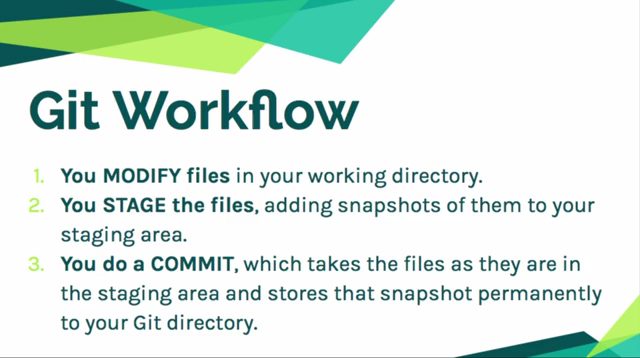 Git Workflow
1. You MODIFY files in your working directory.
2. You STAGE the files, adding snapshots of them to your
staging area.
3. You do a COMMIT, which takes the files as they are in
the staging area and stores that snapshot permanently
to your Git directory.